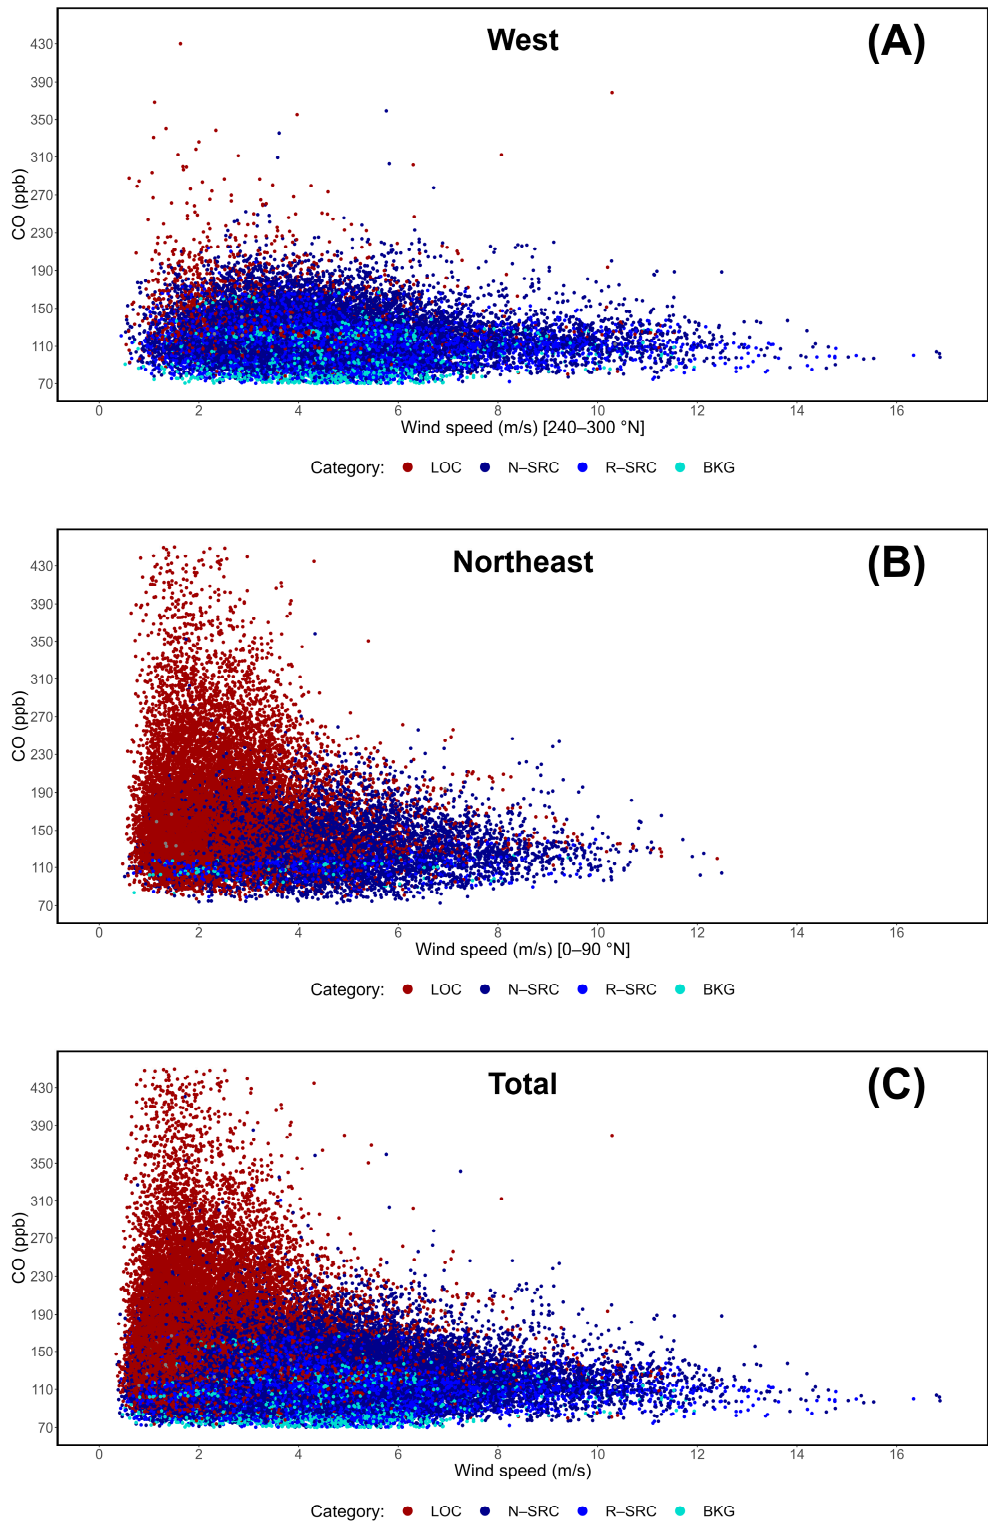 West
(A)
430
390
350
310
270
230
190
150
110
70
CO (ppb)
0 2 4 6 8 10 12 14 16
Wind speed (m/s) [240–300 °N]
Category: LOC N–SRC R–SRC BKG
Northeast
(B)
430
390
350
310
270
230
190
150
110
70
CO (ppb)
0 2 4 6 8 10 12 14 16
Wind speed (m/s) [0–90 °N]
Category: LOC N–SRC R–SRC BKG
Total
(C)
430
390
350
310
270
230
190
150
110
70
CO (ppb)
0 2 4 6 8 10 12 14 16
Wind speed (m/s)
Category: LOC N–SRC R–SRC BKG